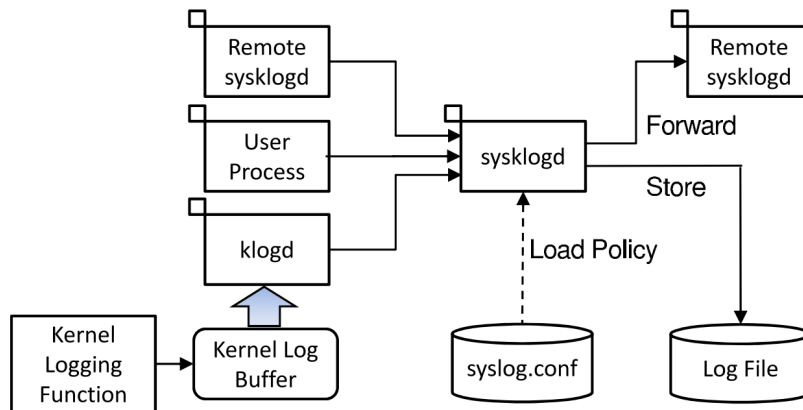 Remote
sysklogd
Remote
sysklogd
User
Process
sysklogd
Forward
Store
klogd
Load Policy
Kernel
Logging
Function
Kernel Log
Buffer
syslog.conf
Log File